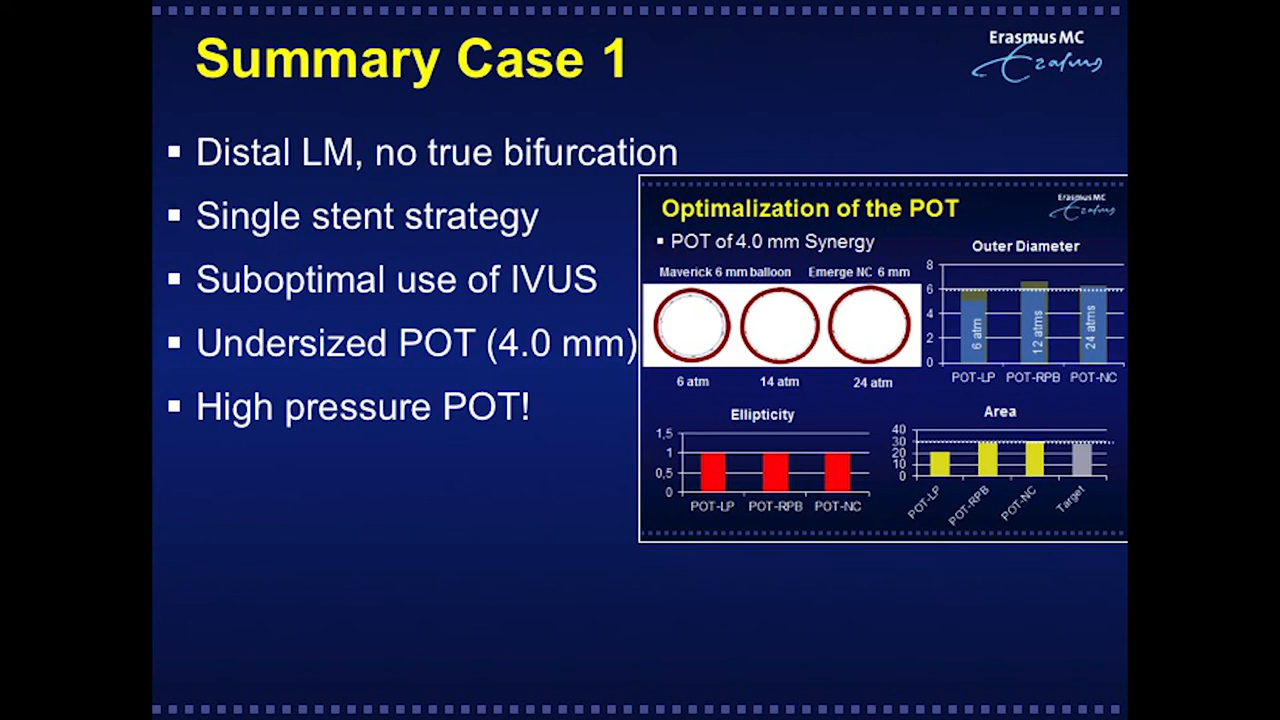 Summary Case 1
Erasmus MC
Erasmus
▪ Distal LM, no true bifurcation
▪ Single stent strategy
▪ Suboptimal use of IVUS
▪ Undersized POT (4.0 mm)
▪ High pressure POT!
Optimalization of the POT
Erasmus MC
Erasmus
▪ POT of 4.0 mm Synergy
Maverick 6 mm balloon Emerge NC 6 mm
6 atm 14 atm 24 atm
Outer Diameter
8
6
4
2
0
6 atm
12 atms
24 atms
POT-LP POT-RPB POT-NC
Ellipticity
1,5
1
0,5
0
POT-LP POT-RPB POT-NC
Area
40
30
20
10
0
POT-LP
POT-RPB
POT-NC
Target